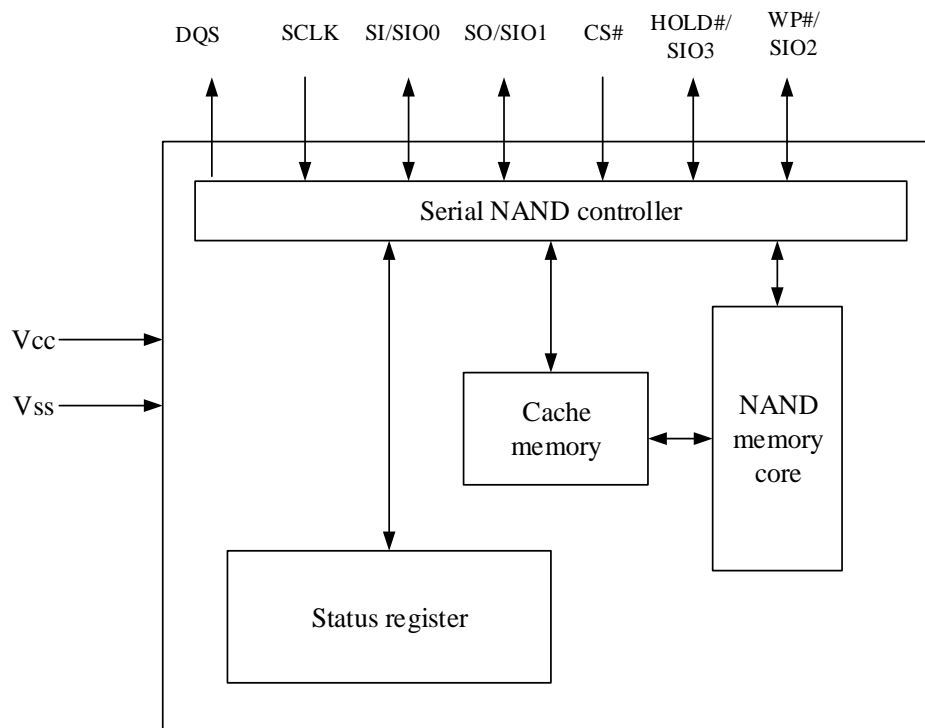 DQS
SCLK
SI/SIO0
SO/SIO1
CS#
HOLD#/
SIO3
WP#/
SIO2
Serial NAND controller
Vcc
Vss
Cache
memory
NAND
memory
core
Status register